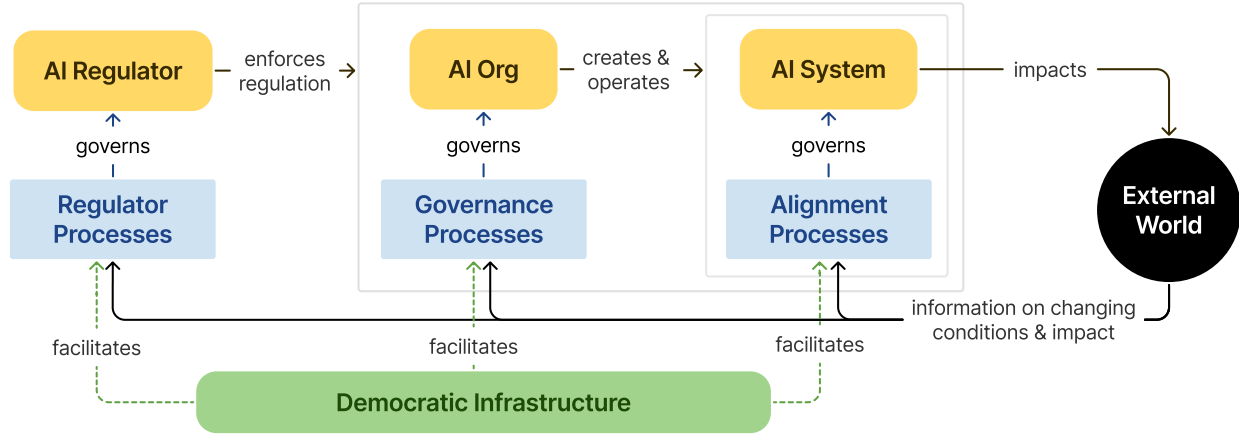 AI Regulator
enforces
regulation
AI Org
creates &
operates
AI System
impacts
governs
governs
governs
Regulator
Processes
Governance
Processes
Alignment
Processes
External
World
information on changing
conditions & impact
facilitates
facilitates
facilitates
Democratic Infrastructure